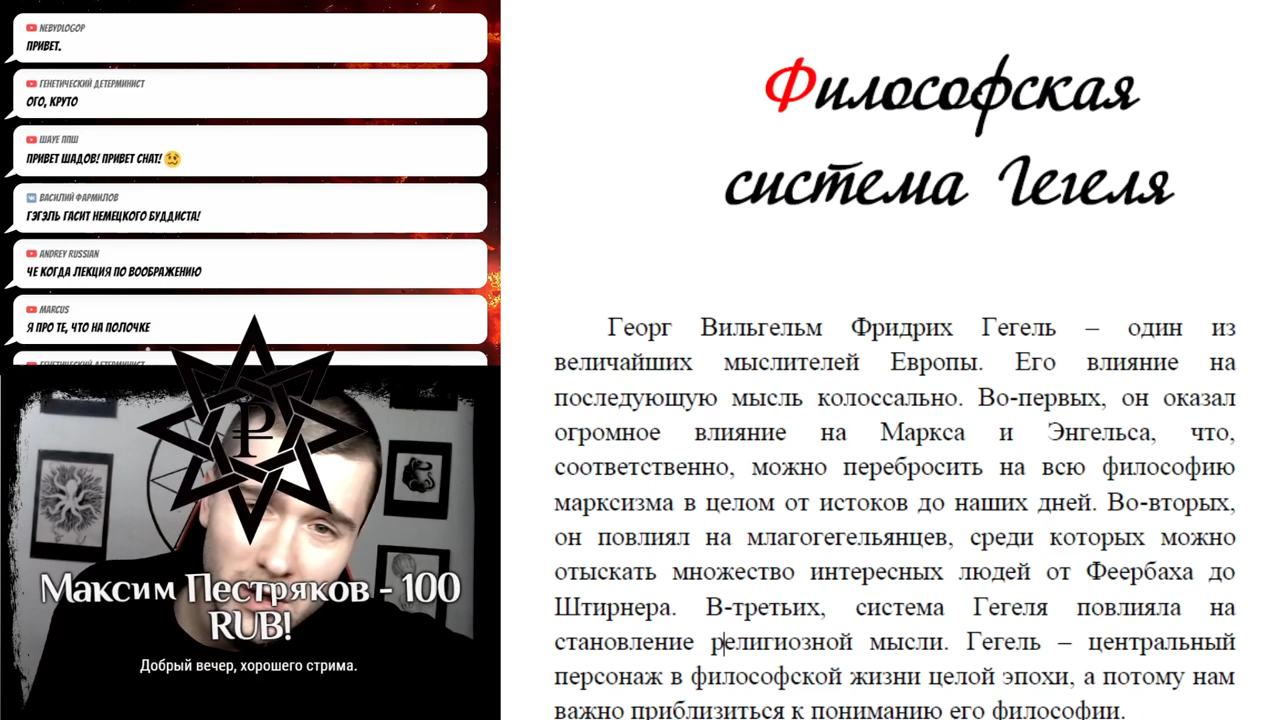 NEBYDLOGOP
ПРИВЕТ.
ГЕНЕТИЧЕСКИЙ ДЕТЕРМИНИСТ
ОГО, КРУТО
ШАУЕ ППШ
ПРИВЕТ ШАДОВ! ПРИВЕТ СНАТ!
ВАСИЛИЙ ФАРМИЛОВ
ГЭГЭЛЬ ГАСИТ НЕМЕЦКОГО БУДДИСТА!
ANDREY RUSSIAN
ЧЕ КОГДА ЛЕКЦИЯ ПО ВООБРАЖЕНИЮ
MARCUS
Я ПРО ТЕ, ЧТО НА ПОЛОЧКЕ
ГЕНЕТИЧЕСКИЙ ДЕТЕРМИНИСТ
₽
Максим Пестряков - 100
RUB!
Добрый вечер, хорошего стрима.
Философская
система Гегеля
Георг Вильгельм Фридрих Гегель – один из
величайших мыслителей Европы. Его влияние на
последующую мысль колоссально. Во-первых, он оказал
огромное влияние на Маркса и Энгельса, что,
соответственно, можно перебросить на всю философию
марксизма в целом от истоков до наших дней. Во-вторых,
он повлиял на млагогегельянцев, среди которых можно
отыскать множество интересных людей от Феербаха до
Штирнера. В-третьих, система Гегеля повлияла на
становление религиозной мысли. Гегель – центральный
персонаж в философской жизни целой эпохи, а потому нам
важно приблизиться к пониманию его философии.